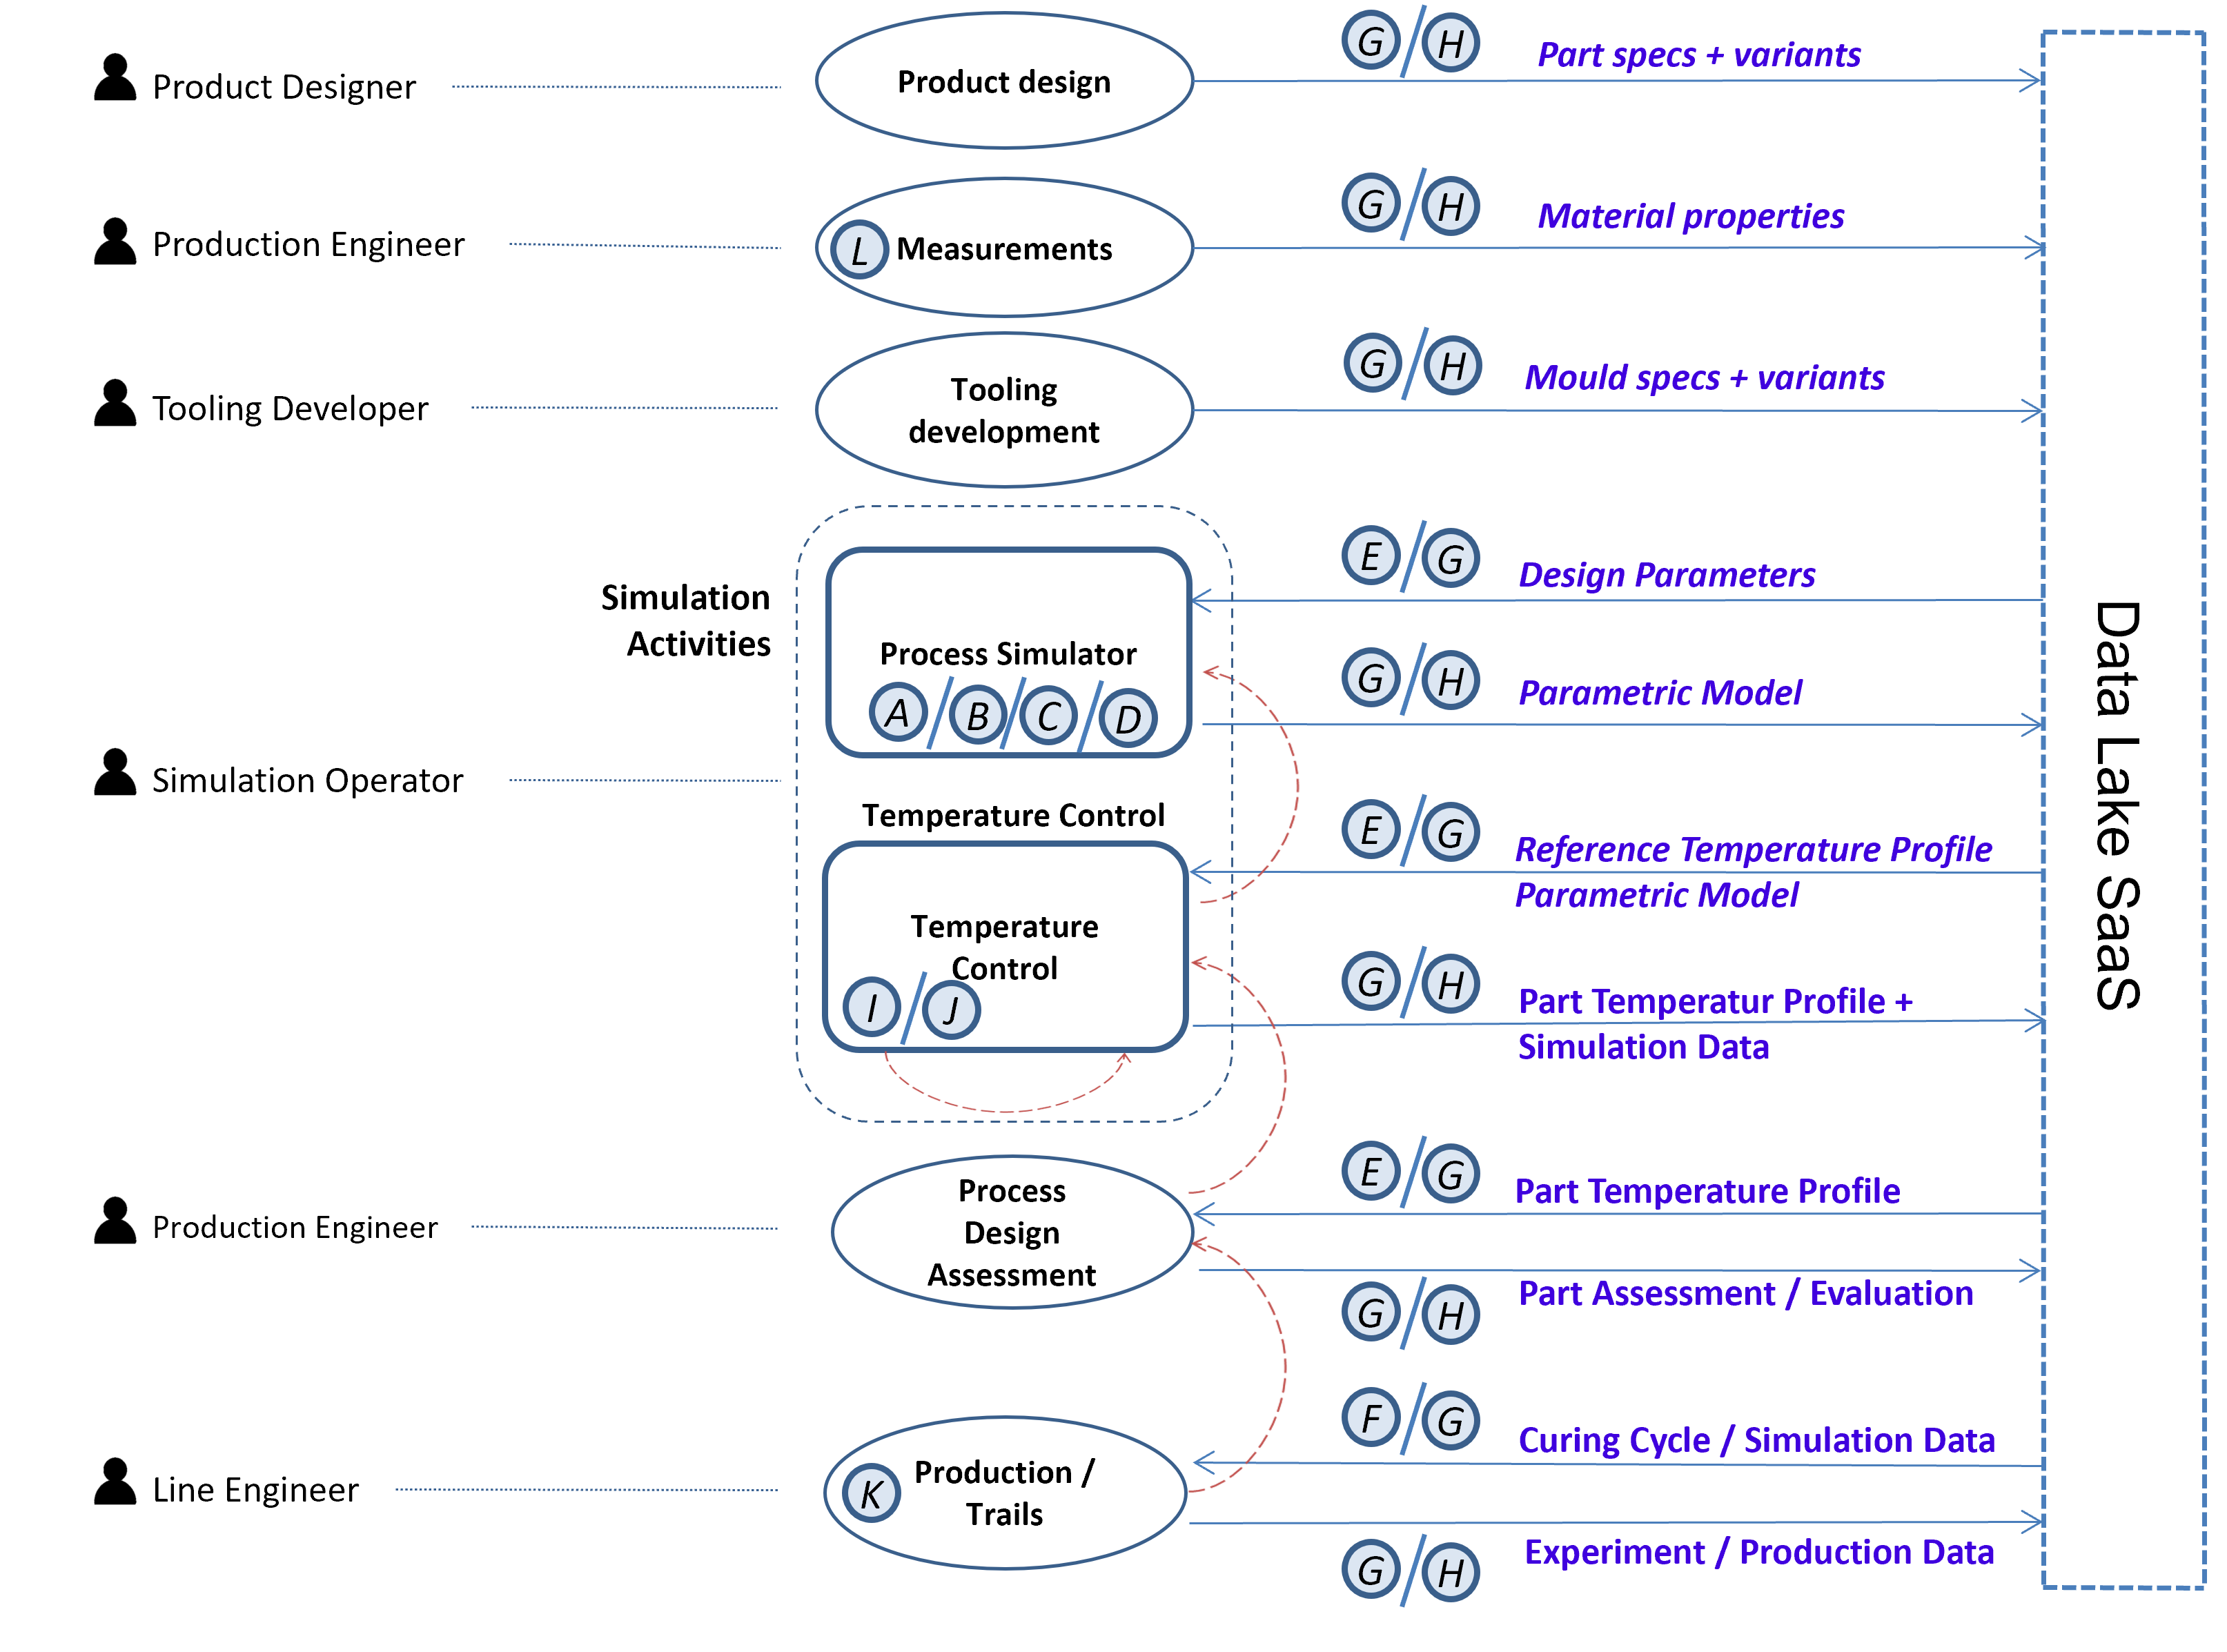 Product Designer
Product design
G / H
Part specs + variants
Production Engineer
L
Measurements
G / H
Material properties
Tooling Developer
Tooling
development
G / H
Mould specs + variants
Simulation
Activities
Simulation Operator
Process Simulator
A / B / C / D
E / G
Design Parameters
G / H
Parametric Model
Temperature Control
Temperature
Control
I / J
E / G
Reference Temperature Profile
Parametric Model
G / H
Part Temperatur Profile +
Simulation Data
Production Engineer
Process
Design
Assessment
E / G
Part Temperature Profile
Part Assessment / Evaluation
G / H
Line Engineer
K
Production /
Trails
F / G
Curing Cycle / Simulation Data
Experiment / Production Data
G / H
Data Lake SaaS